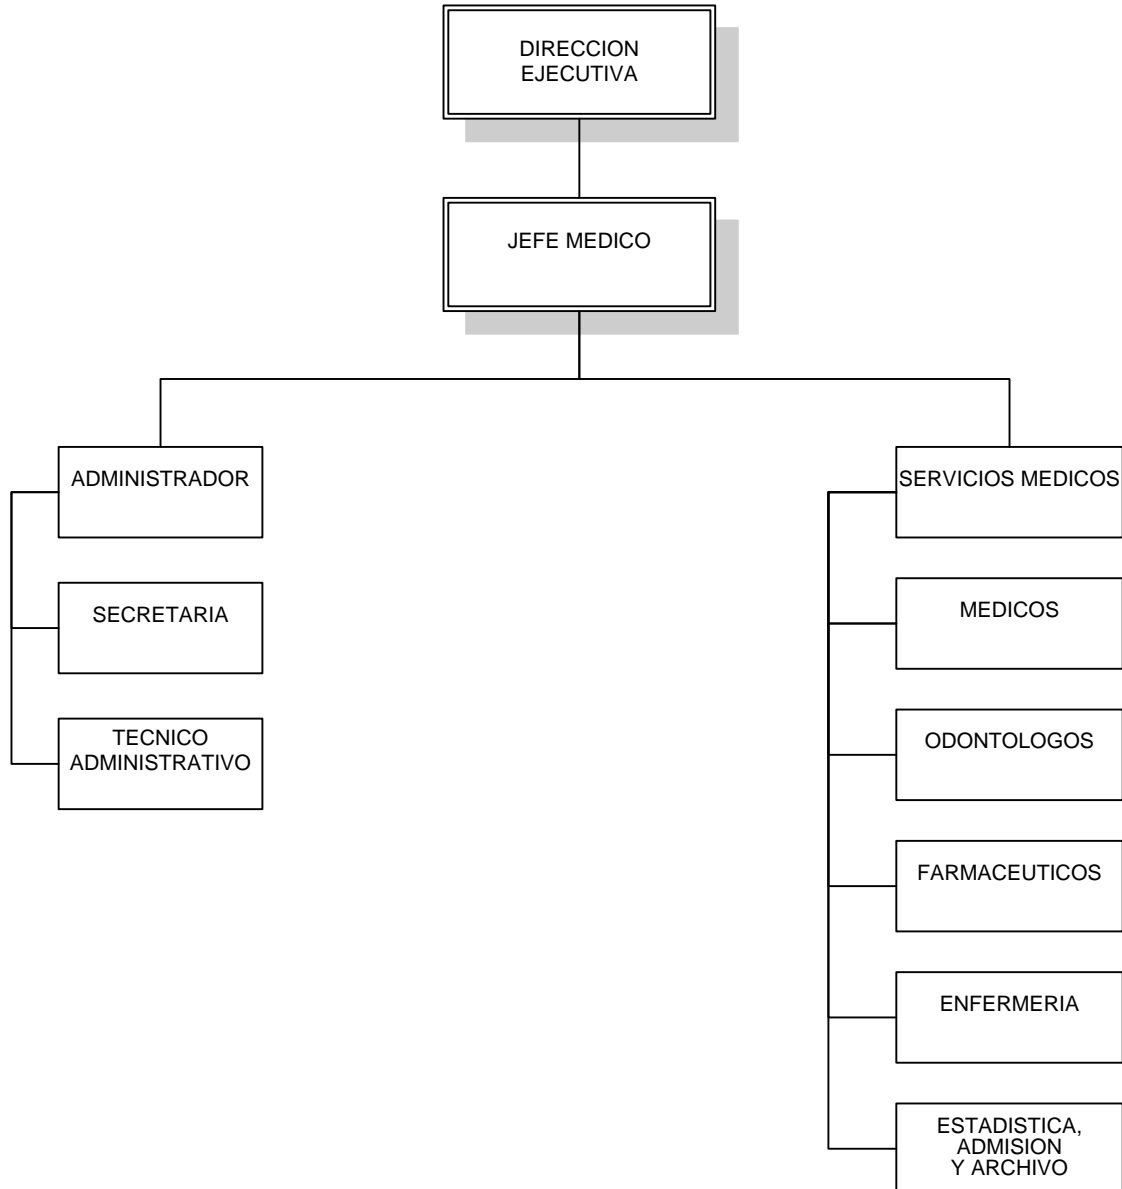 DIRECCION
EJECUTIVA
JEFE MEDICO
ADMINISTRADOR
SECRETARIA
TECNICO
ADMINISTRATIVO
SERVICIOS MEDICOS
MEDICOS
ODONTOLOGOS
FARMACEUTICOS
ENFERMERIA
ESTADISTICA,
ADMISION
Y ARCHIVO